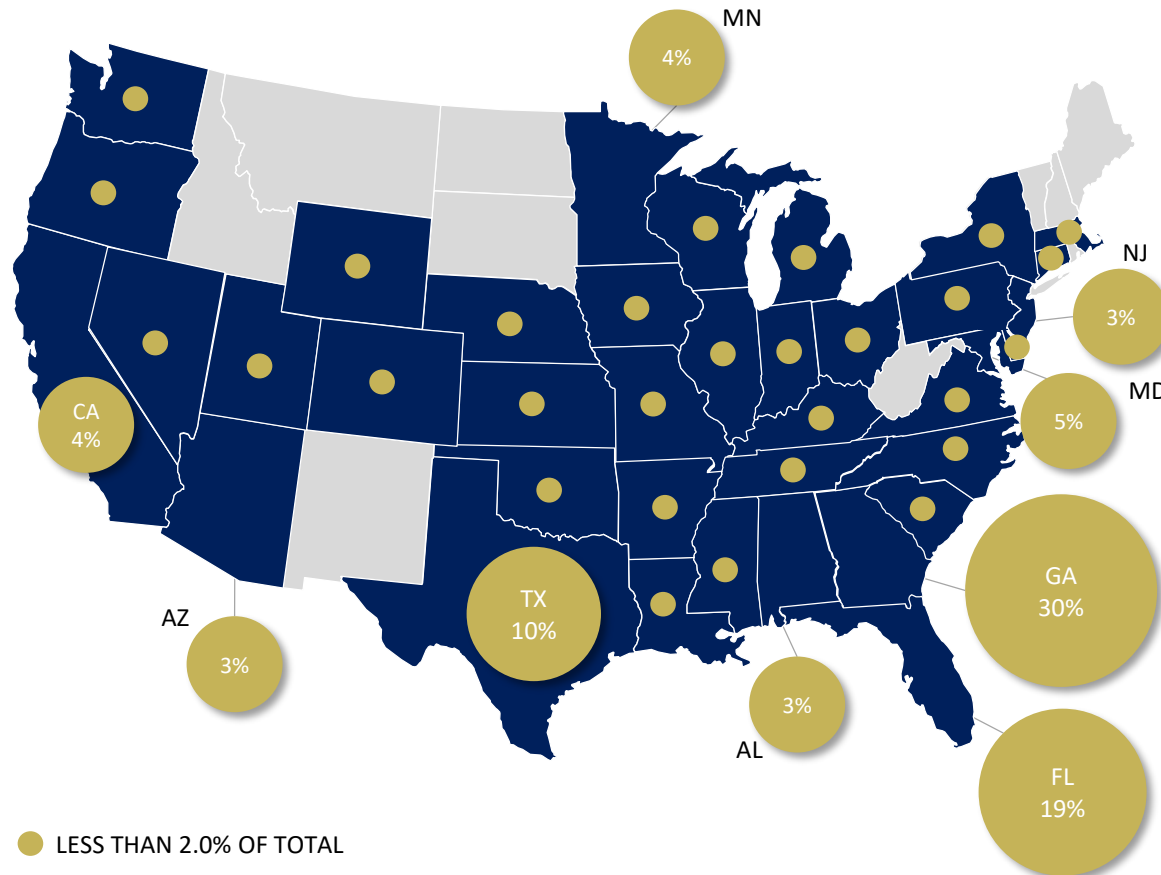 MN
4%
NJ
3%
MD
5%
CA
4%
GA
30%
TX
10%
AZ
3%
AL
3%
FL
19%
LESS THAN 2.0% OF TOTAL